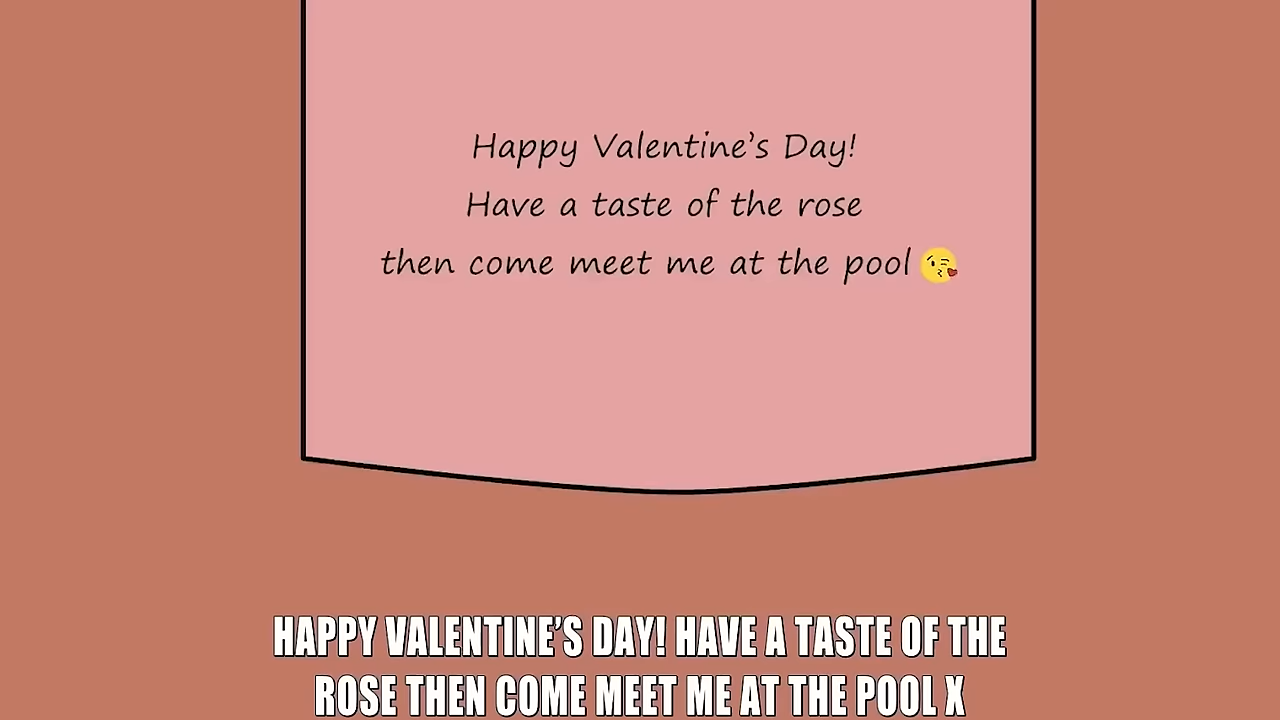 Happy Valentine’s Day!
Have a taste of the rose
then come meet me at the pool 😘
HAPPY VALENTINE’S DAY! HAVE A TASTE OF THE
ROSE THEN COME MEET ME AT THE POOL X